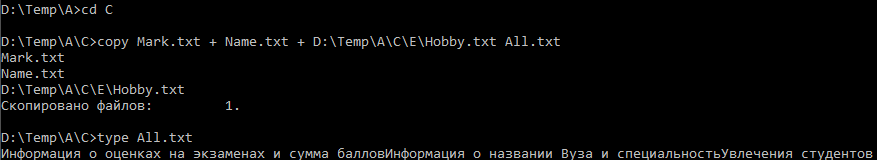 D:\Temp\A>cd C
D:\Temp\A\C>copy Mark.txt + Name.txt + D:\Temp\A\C\E\Hobby.txt All.txt
Mark.txt
Name.txt
D:\Temp\A\C\E\Hobby.txt
Скопировано файлов:         1.
D:\Temp\A\C>type All.txt
Информация о оценках на экзаменах и сумма балловИнформация о названии Вуза и специальностьУвлечения студентов